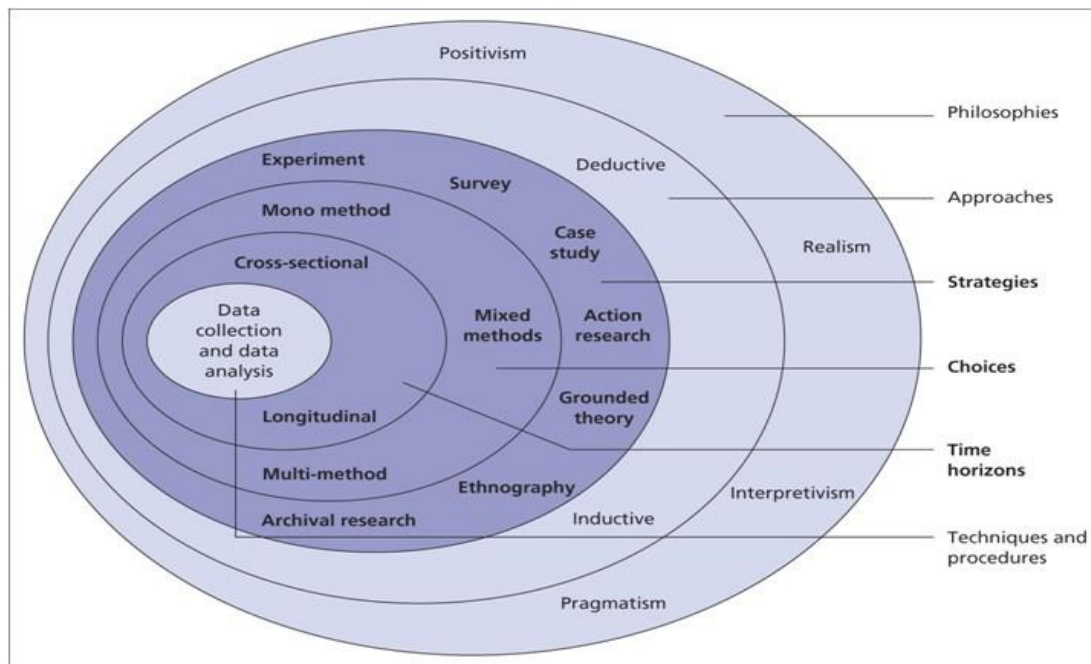 Positivism
Philosophies
Experiment
Deductive
Survey
Approaches
Mono method
Case
study
Realism
Cross-sectional
Strategies
Data
collection
and data
analysis
Mixed
methods
Action
research
Choices
Grounded
theory
Longitudinal
Time
horizons
Multi-method
Ethnography
Interpretivism
Archival research
Inductive
Techniques and
procedures
Pragmatism